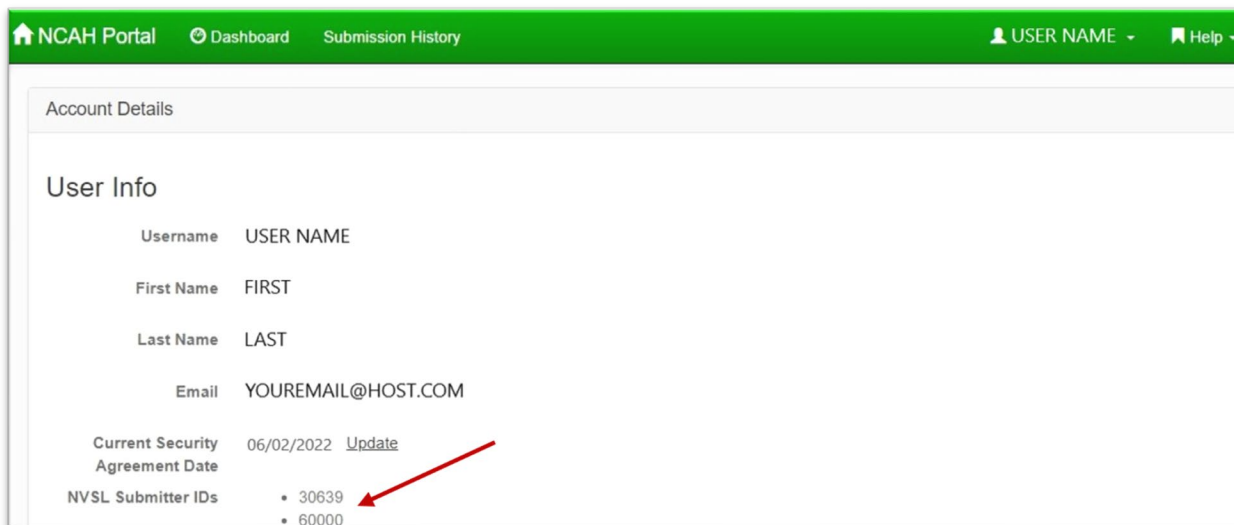 NCAH Portal Dashboard Submission History USER NAME Help
Account Details
User Info
Username USER NAME
First Name FIRST
Last Name LAST
Email YOUREMAIL@HOST.COM
Current Security Agreement Date 06/02/2022 Update
NVSL Submitter IDs • 30639
• 60000